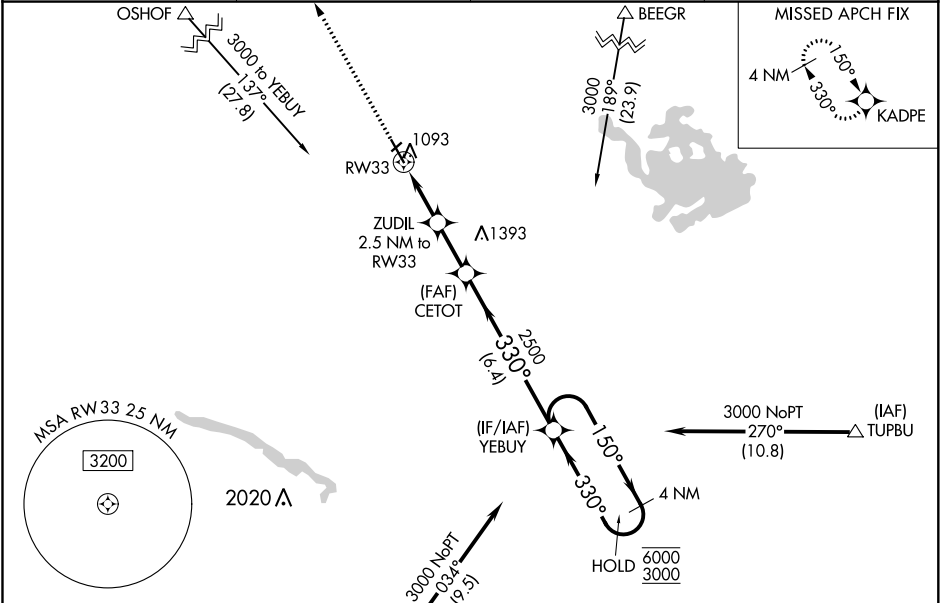 OSHOF
3000 to YEBUY
137°
(27.8)
BEEGR
3000
189°
(23.9)
MISSED APCH FIX
4 NM
150°
330°
KADPE
1093
RW33
ZUDIL
2.5 NM to
RW33
1393
(FAF)
CETOT
2500
330°
(6.4)
MSA RW33 25 NM
3200
2020
(IF/IAF)
YEBUY
150°
330°
4 NM
HOLD
6000
3000
3000 NoPT
270°
(10.8)
(IAF)
TUPBU
3000 NoPT
034°
(9.5)